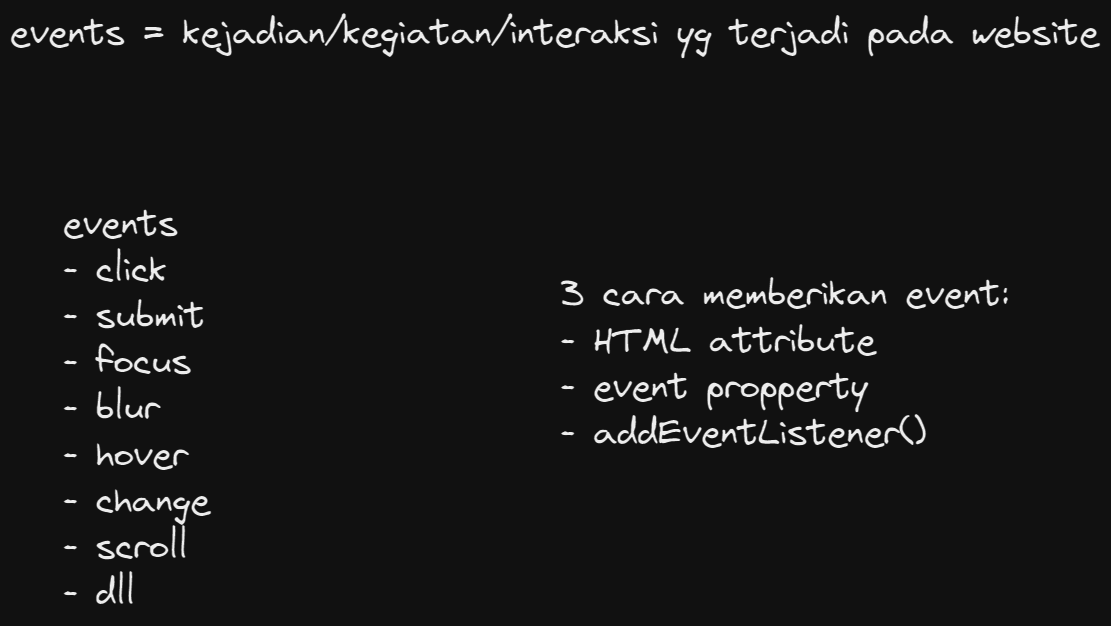 events = kejadian/kegiatan/interaksi yg terjadi pada website
events
- click
- submit
- focus
- blur
- hover
- change
- scroll
- dll
3 cara memberikan event:
- HTML attribute
- event propperty
- addEventListener()